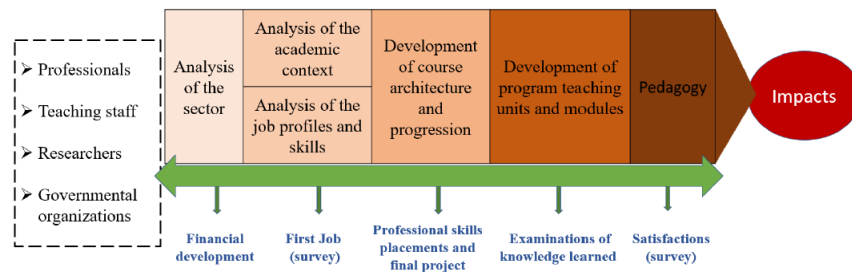 ➢ Professionals
➢ Teaching staff
➢ Researchers
➢ Governmental
organizations
Analysis
of the
sector
Analysis of the
academic
context
Analysis of the
job profiles and
skills
Development
of course
architecture
and
progression
Development of
program teaching
units and modules
Pedagogy
Impacts
Financial
development
First Job
(survey)
Professional skills
placements and
final project
Examinations of
knowledge learned
Satisfactions
(survey)